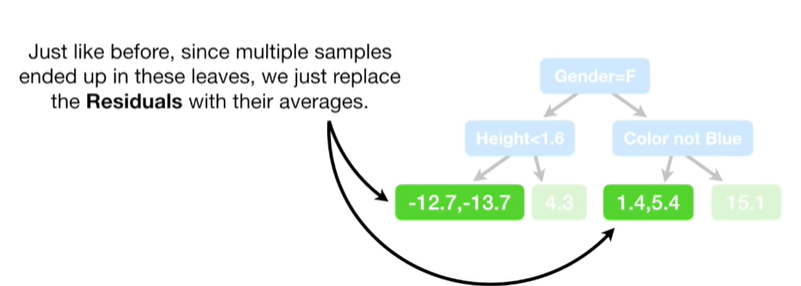 Just like before, since multiple samples
ended up in these leaves, we just replace
the Residuals with their averages.
Gender=F
Height<1.6
Color not Blue
-12.7,-13.7
4.3
1.4,5.4
15.1